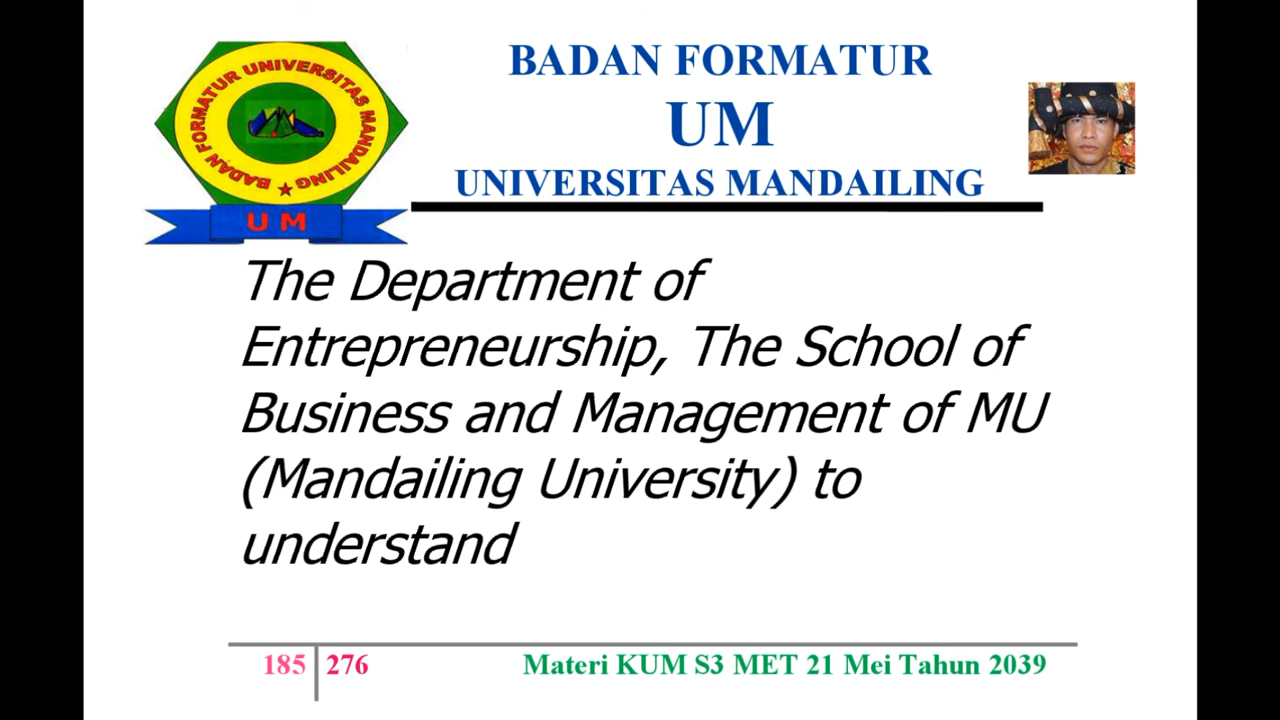 BADAN FORMATUR UNIVERSITAS MANDAILING
UM
BADAN FORMATUR
UM
UNIVERSITAS MANDAILING
The Department of
Entrepreneurship, The School of
Business and Management of MU
(Mandailing University) to
understand
185 276
Materi KUM S3 MET 21 Mei Tahun 2039